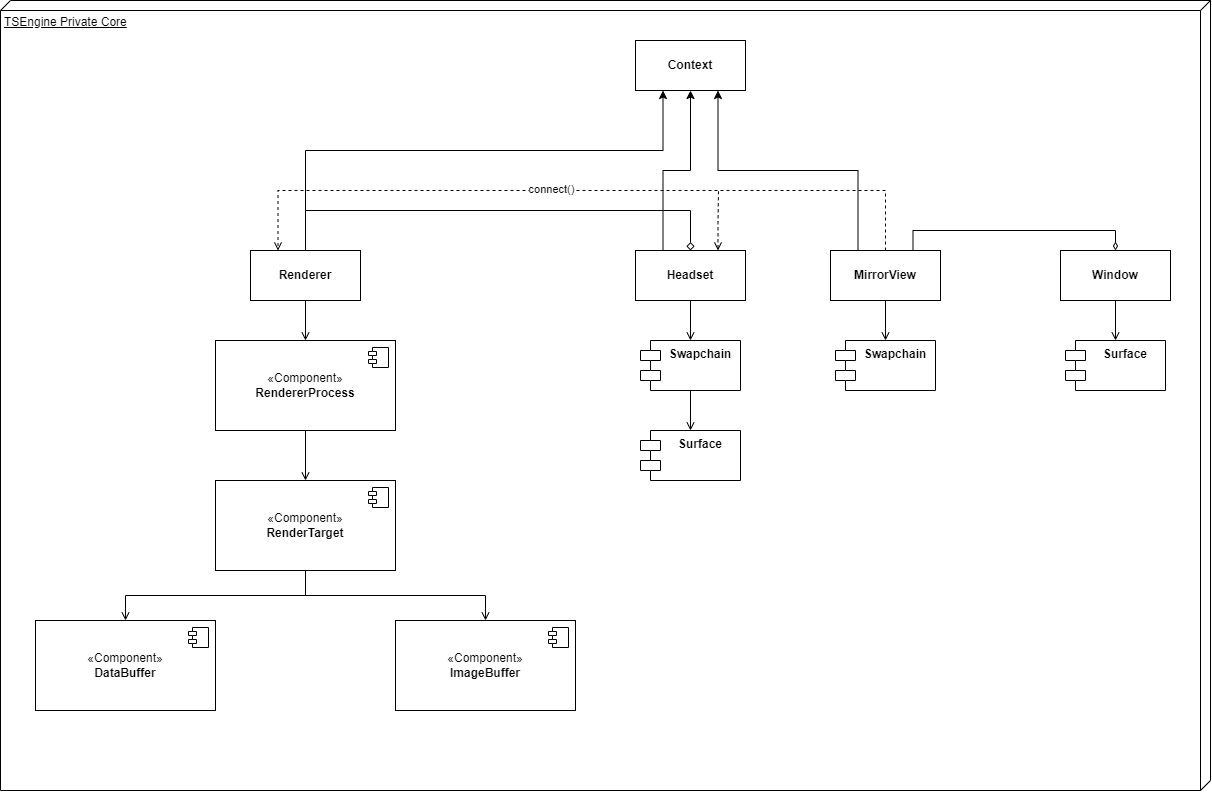 TSEngine Private Core
Context
connect()
Renderer
Headset
MirrorView
Window
«Component»
RendererProcess
Swapchain
Swapchain
Surface
Surface
«Component»
RenderTarget
«Component»
DataBuffer
«Component»
ImageBuffer